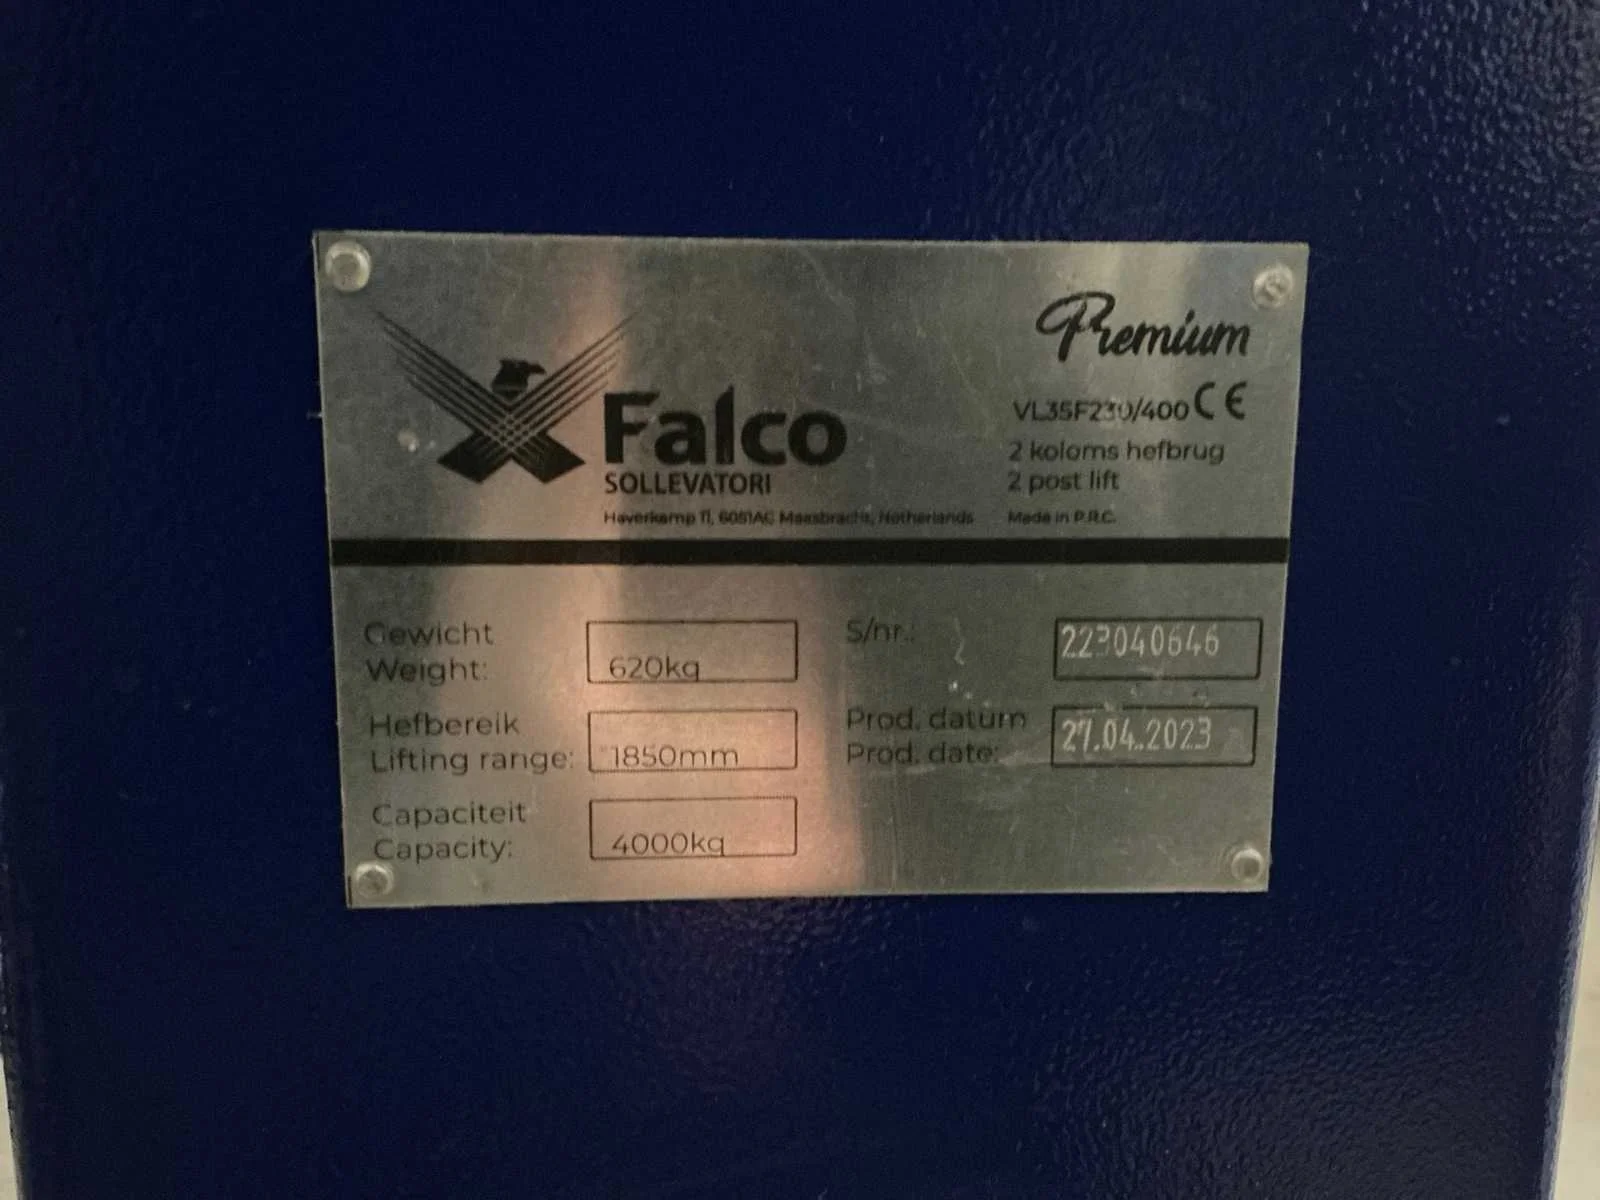 Premium
Falco
SOLLEVATORI
Haverkamp 11, 6051AC Maasbracht, Netherlands
VL35F230/400 CE
2 koloms hefbrug
2 post lift
Made in P.R.C.
Gewicht
Weight: 620kg
Hefbereik
Lifting range: 1850mm
Capaciteit
Capacity: 4000kg
S/nr.: 223040646
Prod. datum
Prod. date: 27.04.2023